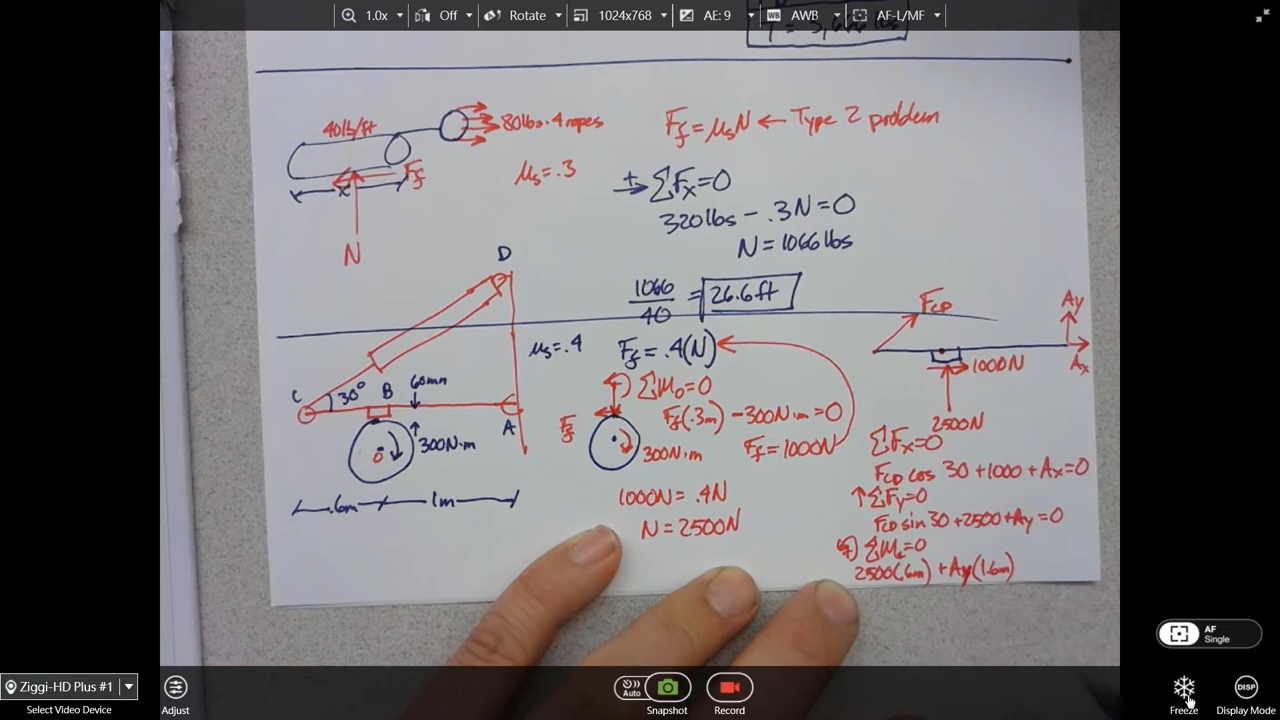 1.0x
Off
Rotate
1024x768
AE: 9
AWB
AF-L/MF
40lb/ft
80lbs. 4 ropes
Ff
x
N
μs=.3
Ff=μsN ← Type 2 problem
+→ ΣFx=0
320lbs - .3N=0
N=1066lbs
1066/40 = 26.6ft
D
C
30°
B
60mm
A
O
300N·m
.6m
1m
μs=.4
Ff=.4(N)
ΣMo=0
Ff(.3m) -300N·m=0
Ff=1000N
Ff
300N·m
1000N= .4N
N=2500N
FCD
Ay
Ax
1000N
2500N
ΣFx=0
FCD cos 30+1000+Ax=0
↑ΣFy=0
FCD sin30+2500+Ay=0
ΣMc=0
2500(.6m) +Ay(1.6m)
AF
Single
Ziggi-HD Plus #1
Select Video Device
Adjust
Auto
Snapshot
Record
Freeze
DISP
Display Mode